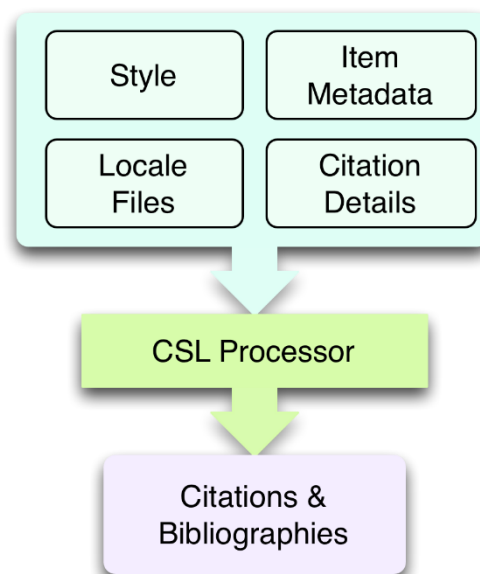 Style
Item
Metadata
Locale
Files
Citation
Details
CSL Processor
Citations &
Bibliographies